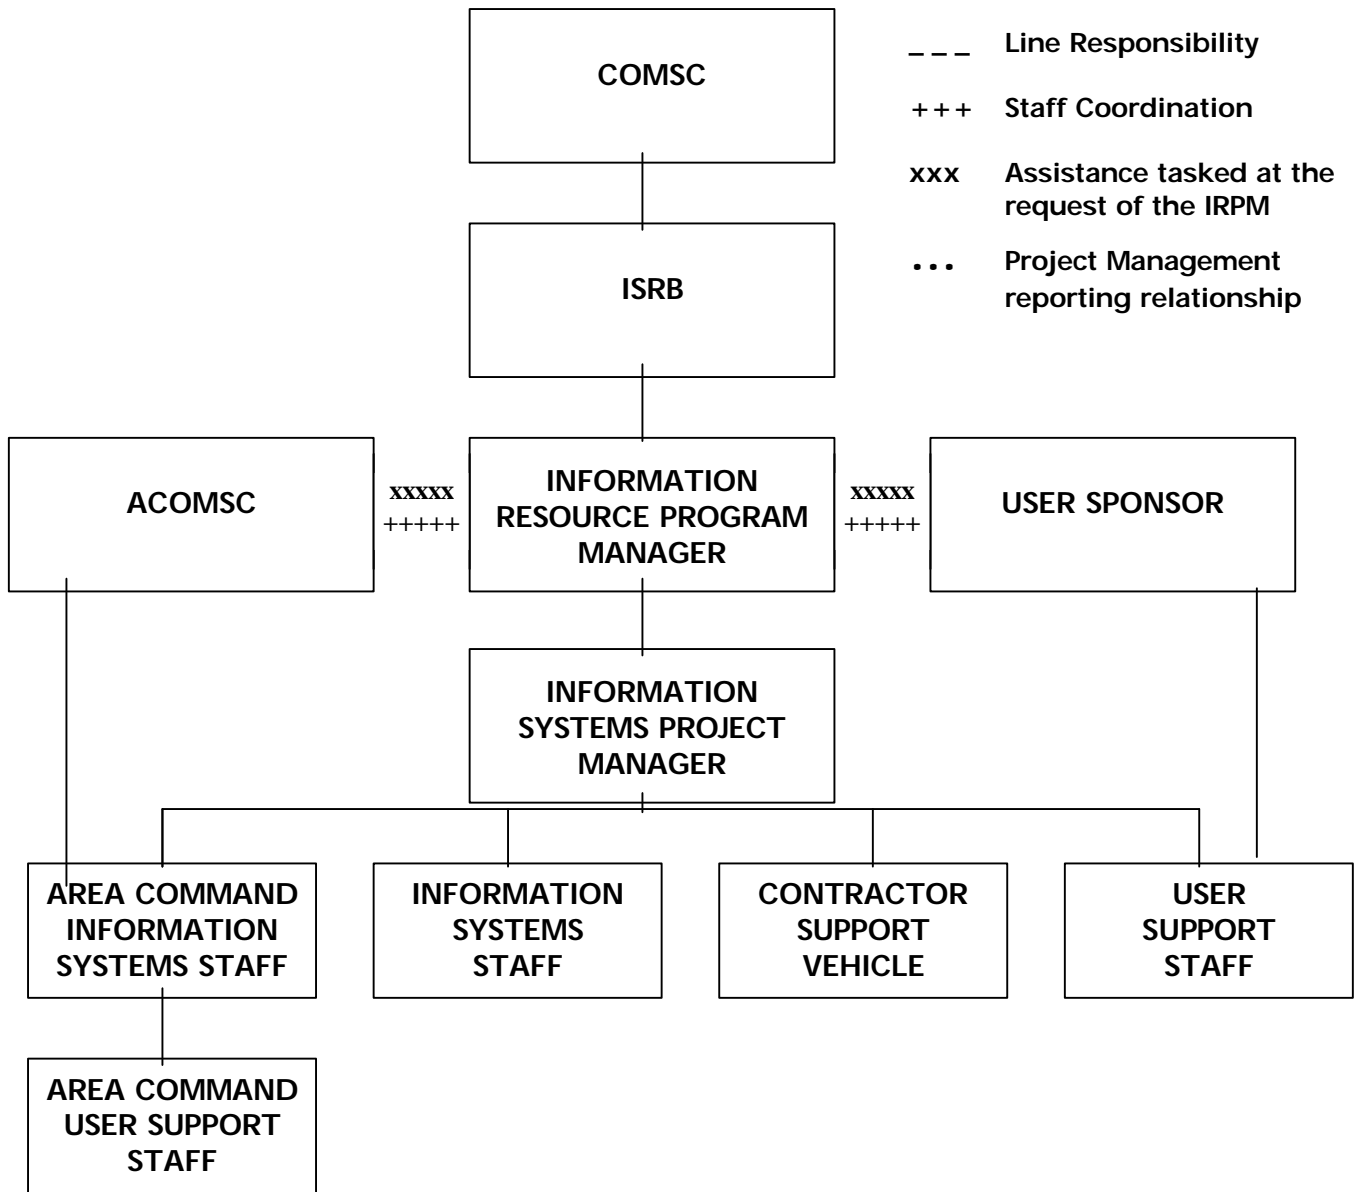 COMSC
_ _ _ Line Responsibility
+++ Staff Coordination
xxx Assistance tasked at the
request of the IRPM
... Project Management
reporting relationship
ISRB
ACOMSC
xxxxx
+++++
INFORMATION
RESOURCE PROGRAM
MANAGER
xxxxx
+++++
USER SPONSOR
INFORMATION
SYSTEMS PROJECT
MANAGER
AREA COMMAND
INFORMATION
SYSTEMS STAFF
INFORMATION
SYSTEMS
STAFF
CONTRACTOR
SUPPORT
VEHICLE
USER
SUPPORT
STAFF
AREA COMMAND
USER SUPPORT
STAFF